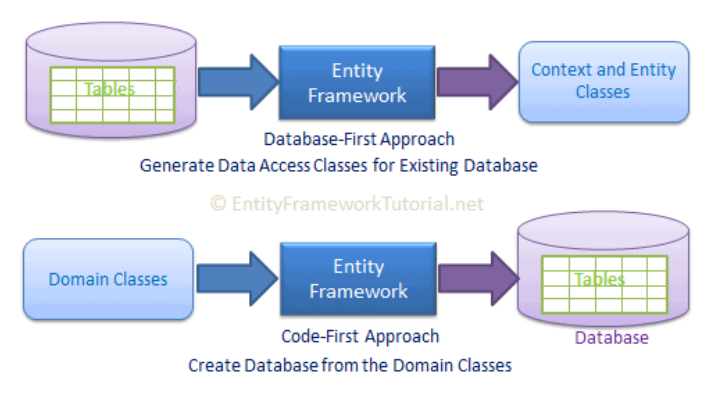 Tables
Entity
Framework
Context and Entity
Classes
Database-First Approach
Generate Data Access Classes for Existing Database
© EntityFrameworkTutorial.net
Domain Classes
Entity
Framework
Tables
Database
Code-First Approach
Create Database from the Domain Classes